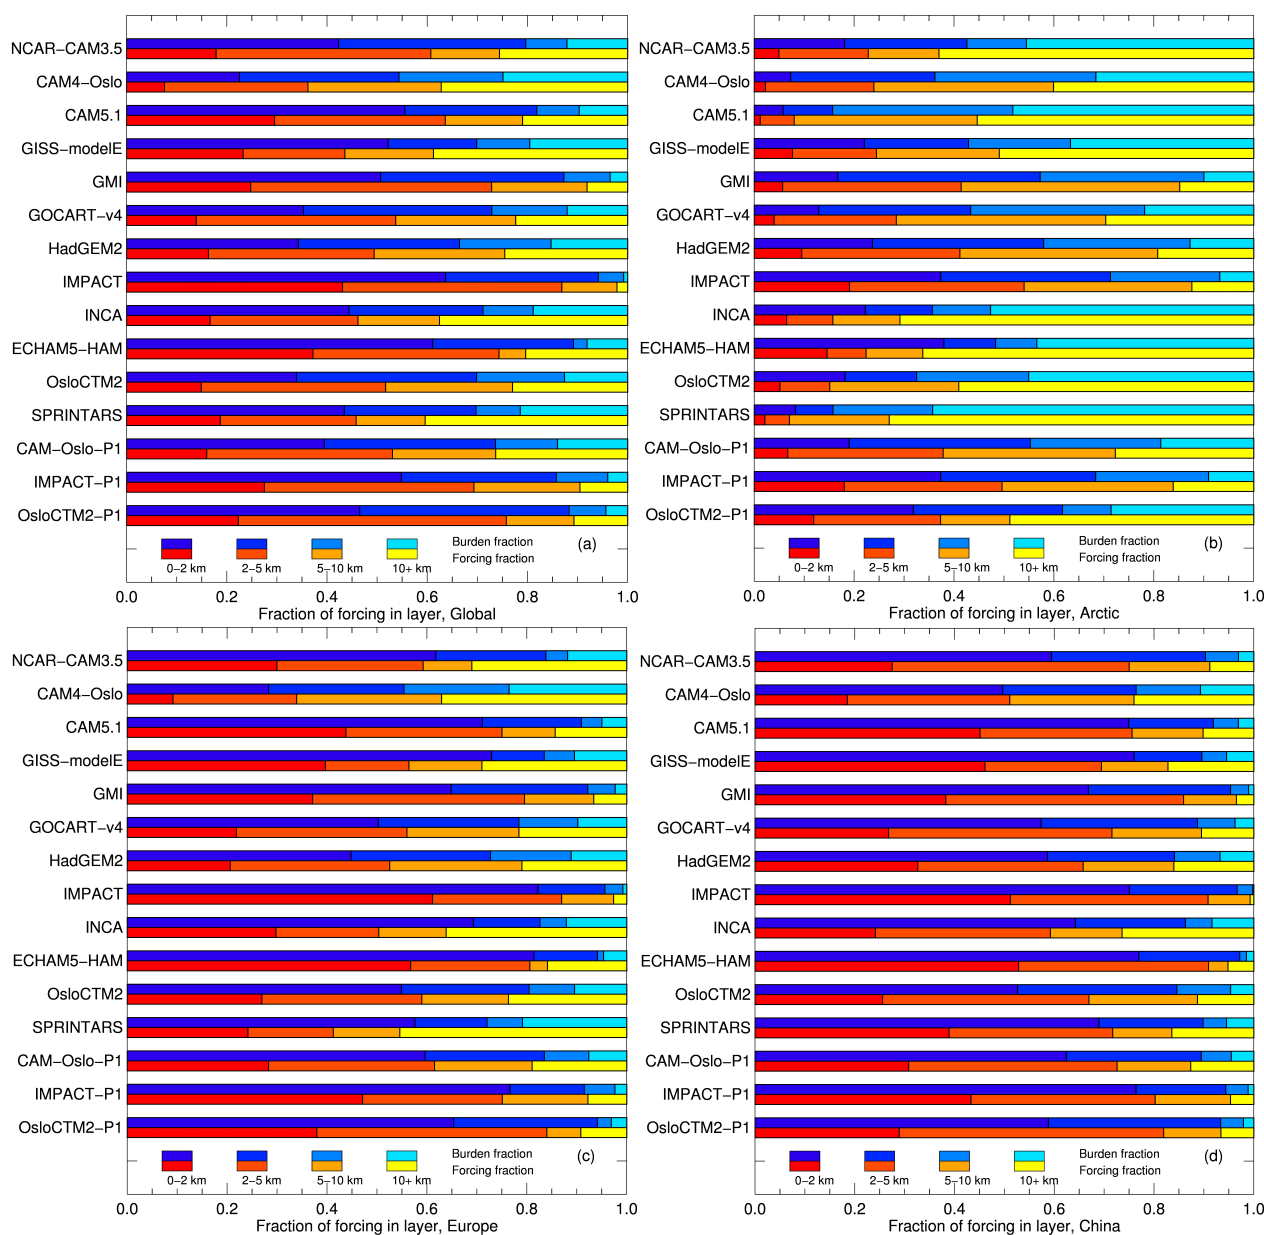 NCAR−CAM3.5
CAM4−Oslo
CAM5.1
GISS−modelE
GMI
GOCART−v4
HadGEM2
IMPACT
INCA
ECHAM5−HAM
OsloCTM2
SPRINTARS
CAM−Oslo−P1
IMPACT−P1
OsloCTM2−P1
Burden fraction (a)
Forcing fraction
0−2 km 2−5 km 5−10 km 10+ km
0.0 0.2 0.4 0.6 0.8 1.0
Fraction of forcing in layer, Global
NCAR−CAM3.5
CAM4−Oslo
CAM5.1
GISS−modelE
GMI
GOCART−v4
HadGEM2
IMPACT
INCA
ECHAM5−HAM
OsloCTM2
SPRINTARS
CAM−Oslo−P1
IMPACT−P1
OsloCTM2−P1
Burden fraction (b)
Forcing fraction
0−2 km 2−5 km 5−10 km 10+ km
0.0 0.2 0.4 0.6 0.8 1.0
Fraction of forcing in layer, Arctic
NCAR−CAM3.5
CAM4−Oslo
CAM5.1
GISS−modelE
GMI
GOCART−v4
HadGEM2
IMPACT
INCA
ECHAM5−HAM
OsloCTM2
SPRINTARS
CAM−Oslo−P1
IMPACT−P1
OsloCTM2−P1
Burden fraction (c)
Forcing fraction
0−2 km 2−5 km 5−10 km 10+ km
0.0 0.2 0.4 0.6 0.8 1.0
Fraction of forcing in layer, Europe
NCAR−CAM3.5
CAM4−Oslo
CAM5.1
GISS−modelE
GMI
GOCART−v4
HadGEM2
IMPACT
INCA
ECHAM5−HAM
OsloCTM2
SPRINTARS
CAM−Oslo−P1
IMPACT−P1
OsloCTM2−P1
Burden fraction (d)
Forcing fraction
0−2 km 2−5 km 5−10 km 10+ km
0.0 0.2 0.4 0.6 0.8 1.0
Fraction of forcing in layer, China